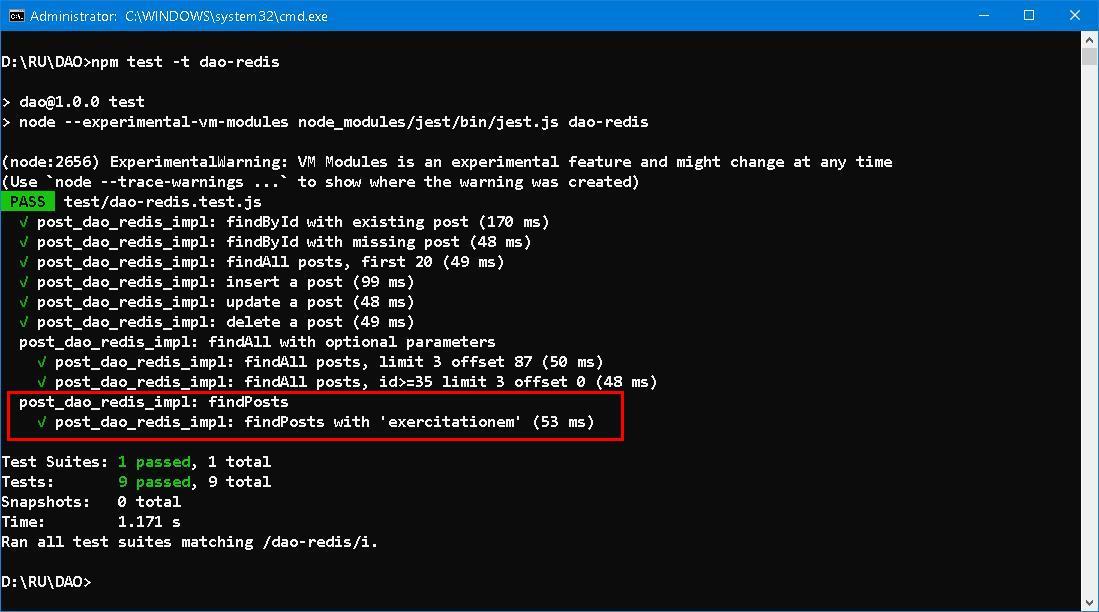 Administrator: C:\WINDOWS\system32\cmd.exe
D:\RU\DAO>npm test -t dao-redis
> dao@1.0.0 test
> node --experimental-vm-modules node_modules/jest/bin/jest.js dao-redis
(node:2656) ExperimentalWarning: VM Modules is an experimental feature and might change at any time
(Use `node --trace-warnings ...` to show where the warning was created)
PASS test/dao-redis.test.js
√ post_dao_redis_impl: findById with existing post (170 ms)
√ post_dao_redis_impl: findById with missing post (48 ms)
√ post_dao_redis_impl: findAll posts, first 20 (49 ms)
√ post_dao_redis_impl: insert a post (99 ms)
√ post_dao_redis_impl: update a post (48 ms)
√ post_dao_redis_impl: delete a post (49 ms)
post_dao_redis_impl: findAll with optional parameters
√ post_dao_redis_impl: findAll posts, limit 3 offset 87 (50 ms)
√ post_dao_redis_impl: findAll posts, id>=35 limit 3 offset 0 (48 ms)
post_dao_redis_impl: findPosts
√ post_dao_redis_impl: findPosts with 'exercitationem' (53 ms)
Test Suites: 1 passed, 1 total
Tests: 9 passed, 9 total
Snapshots: 0 total
Time: 1.171 s
Ran all test suites matching /dao-redis/i.
D:\RU\DAO>